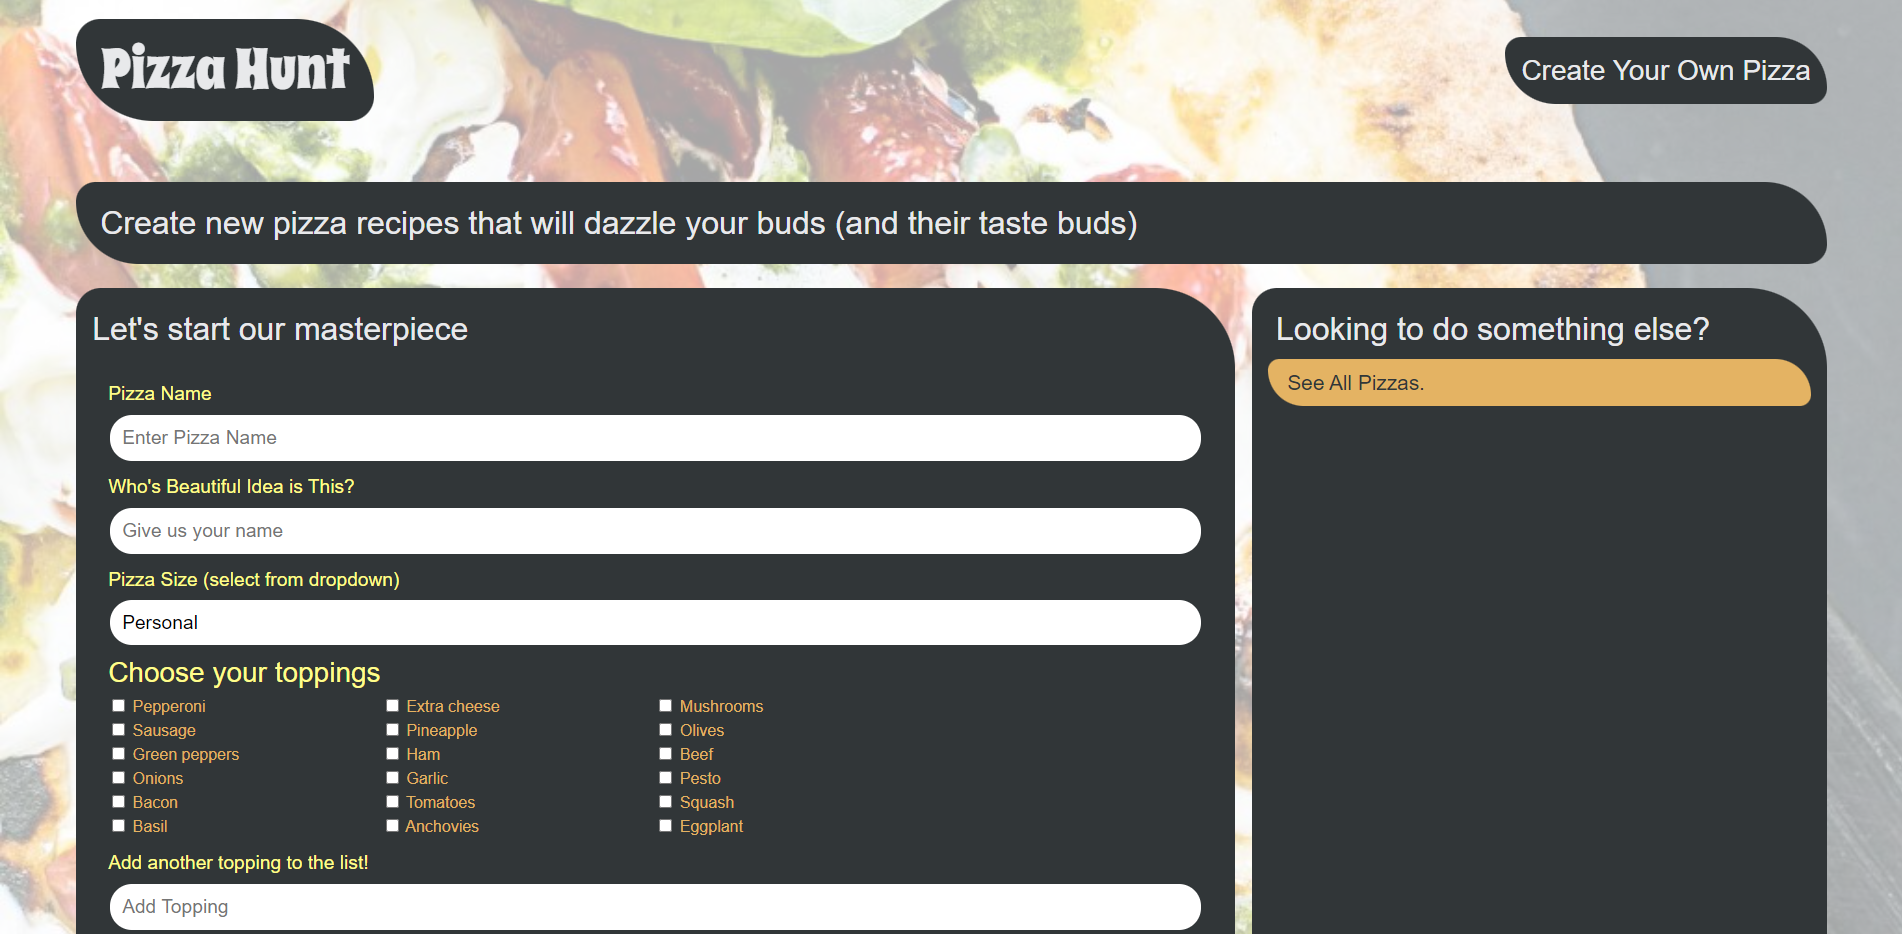 Pizza Hunt
Create Your Own Pizza
Create new pizza recipes that will dazzle your buds (and their taste buds)
Let's start our masterpiece
Pizza Name
Enter Pizza Name
Who's Beautiful Idea is This?
Give us your name
Pizza Size (select from dropdown)
Personal
Choose your toppings
Pepperoni Extra cheese Mushrooms
Sausage Pineapple Olives
Green peppers Ham Beef
Onions Garlic Pesto
Bacon Tomatoes Squash
Basil Anchovies Eggplant
Add another topping to the list!
Add Topping
Looking to do something else?
See All Pizzas.